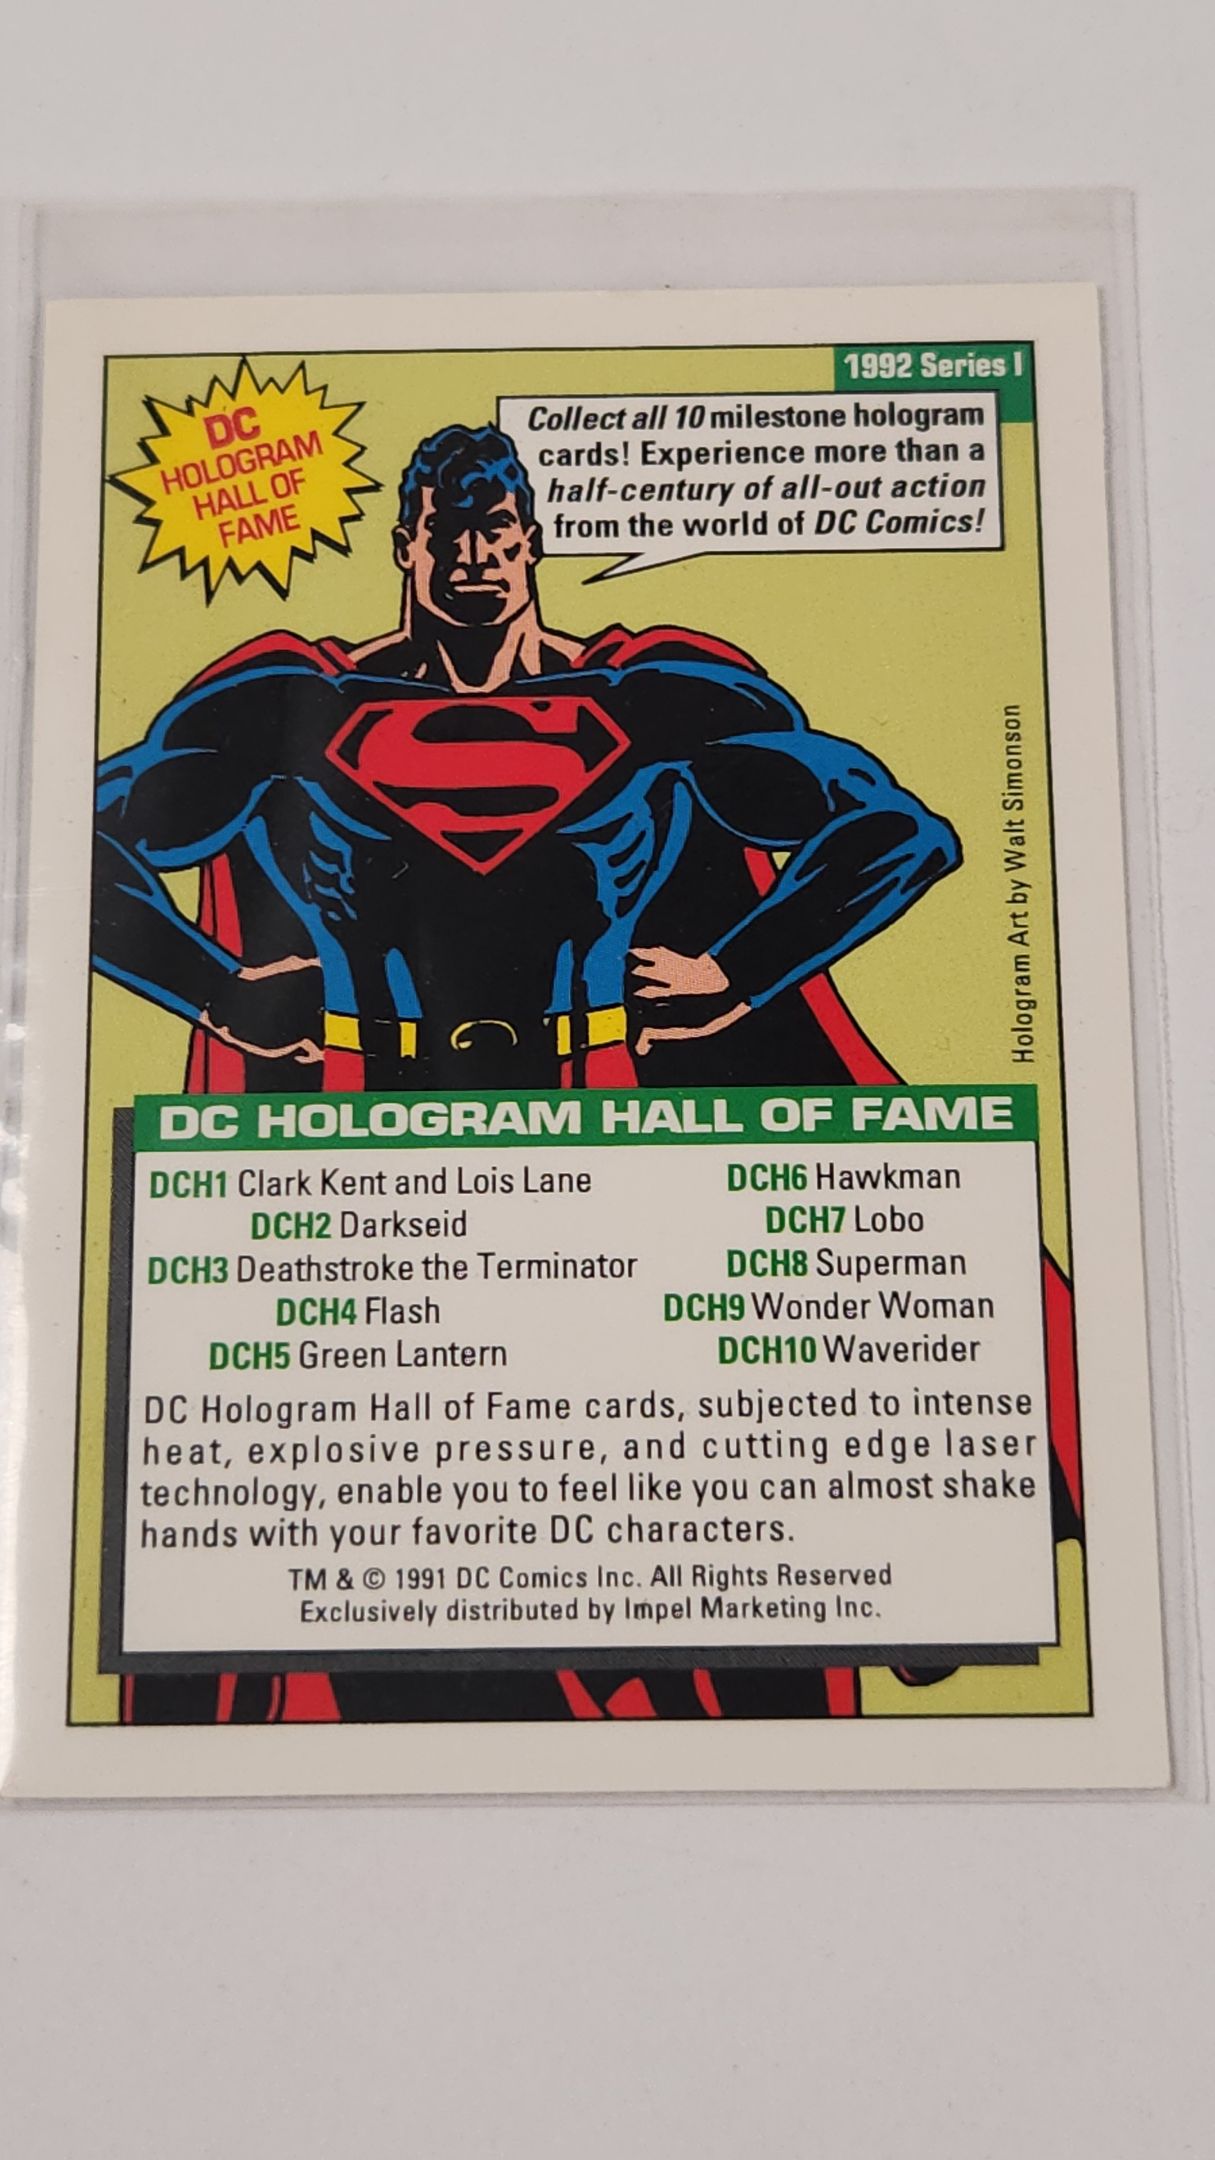 1992 Series I
DC
HOLOGRAM
HALL OF
FAME
Collect all 10 milestone hologram
cards! Experience more than a
half-century of all-out action
from the world of DC Comics!
Hologram Art by Walt Simonson
DC HOLOGRAM HALL OF FAME
DCH1 Clark Kent and Lois Lane
DCH2 Darkseid
DCH3 Deathstroke the Terminator
DCH4 Flash
DCH5 Green Lantern
DCH6 Hawkman
DCH7 Lobo
DCH8 Superman
DCH9 Wonder Woman
DCH10 Waverider
DC Hologram Hall of Fame cards, subjected to intense
heat, explosive pressure, and cutting edge laser
technology, enable you to feel like you can almost shake
hands with your favorite DC characters.
TM & © 1991 DC Comics Inc. All Rights Reserved
Exclusively distributed by Impel Marketing Inc.